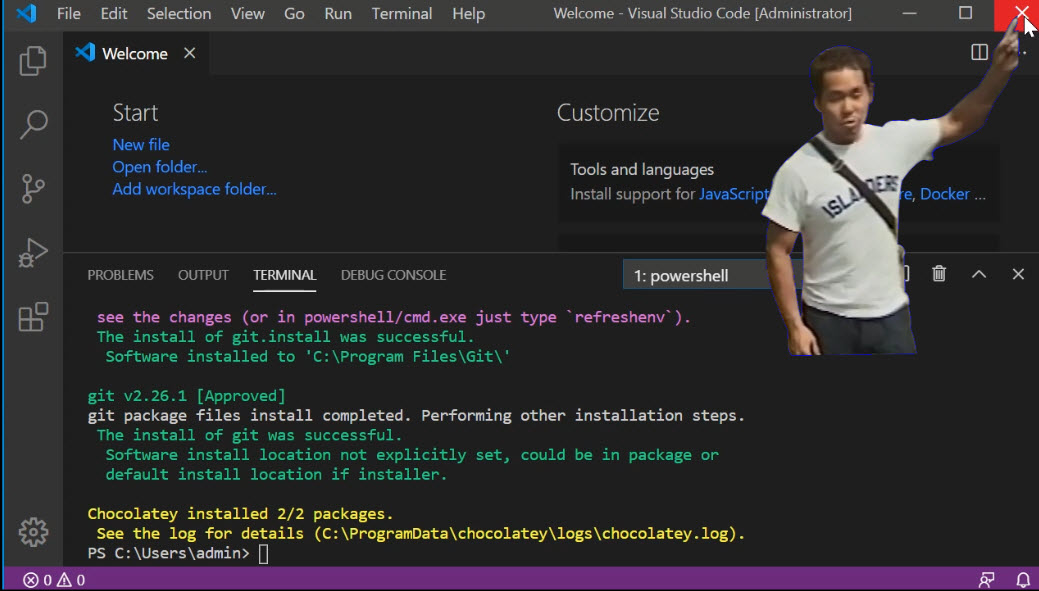 File Edit Selection View Go Run Terminal Help Welcome - Visual Studio Code [Administrator]
Welcome
Start
New file
Open folder...
Add workspace folder...
Customize
Tools and languages
Install support for JavaScript re, Docker ...
ISLANDERS
PROBLEMS OUTPUT TERMINAL DEBUG CONSOLE 1: powershell
see the changes (or in powershell/cmd.exe just type `refreshenv`).
The install of git.install was successful.
Software installed to 'C:\Program Files\Git\'
git v2.26.1 [Approved]
git package files install completed. Performing other installation steps.
The install of git was successful.
Software install location not explicitly set, could be in package or
default install location if installer.
Chocolatey installed 2/2 packages.
See the log for details (C:\ProgramData\chocolatey\logs\chocolatey.log).
PS C:\Users\admin>
0 0